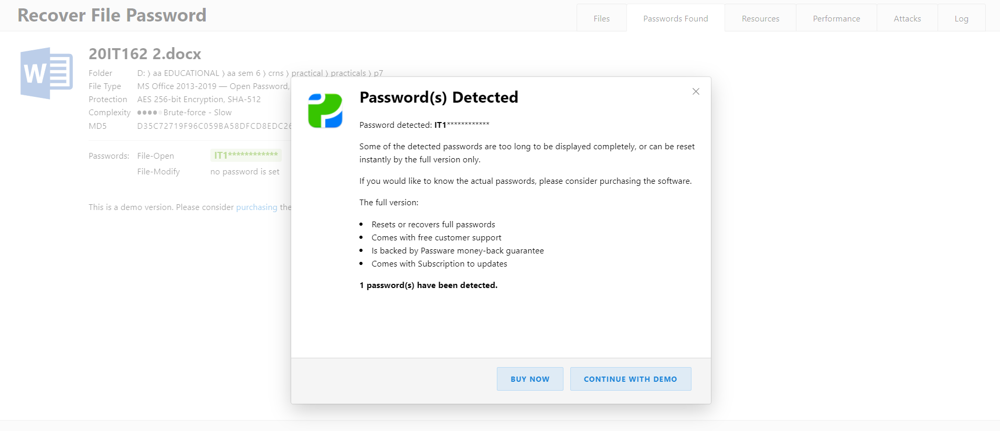 Recover File Password
Files Passwords Found Resources Performance Attacks Log
W
20IT162 2.docx
Folder D: ⟩ aa EDUCATIONAL ⟩ aa sem 6 ⟩ crns ⟩ practical ⟩ practicals ⟩ p7
File Type MS Office 2013-2019 — Open Password,
Protection AES 256-bit Encryption, SHA-512
Complexity Brute-force - Slow
MD5 D35C72719F96C059BA58DFCD8EDC26
Passwords: File-Open IT1************
File-Modify no password is set
This is a demo version. Please consider purchasing the
Password(s) Detected
Password detected: IT1************
Some of the detected passwords are too long to be displayed completely, or can be reset
instantly by the full version only.
If you would like to know the actual passwords, please consider purchasing the software.
The full version:
• Resets or recovers full passwords
• Comes with free customer support
• Is backed by Passware money-back guarantee
• Comes with Subscription to updates
1 password(s) have been detected.
BUY NOW CONTINUE WITH DEMO